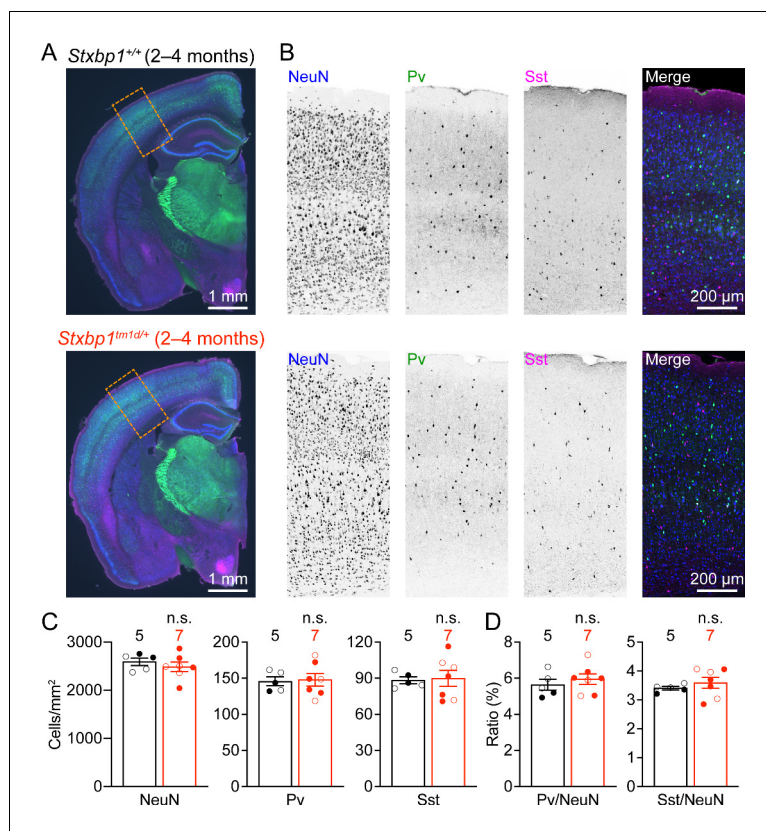 A
Stxbp1+/+ (2–4 months)
1 mm
Stxbp1tm1d/+ (2–4 months)
1 mm
B
NeuN Pv Sst Merge
200 µm
NeuN Pv Sst Merge
200 µm
C
n.s. n.s. n.s.
5 7 5 7 5 7
Cells/mm²
3000
2500
2000
1500
1000
500
0
NeuN
200
150
100
50
0
Pv
120
90
60
30
0
Sst
D
n.s. n.s.
5 7 5 7
Ratio (%)
8
6
4
2
0
Pv/NeuN
5
4
3
2
1
0
Sst/NeuN